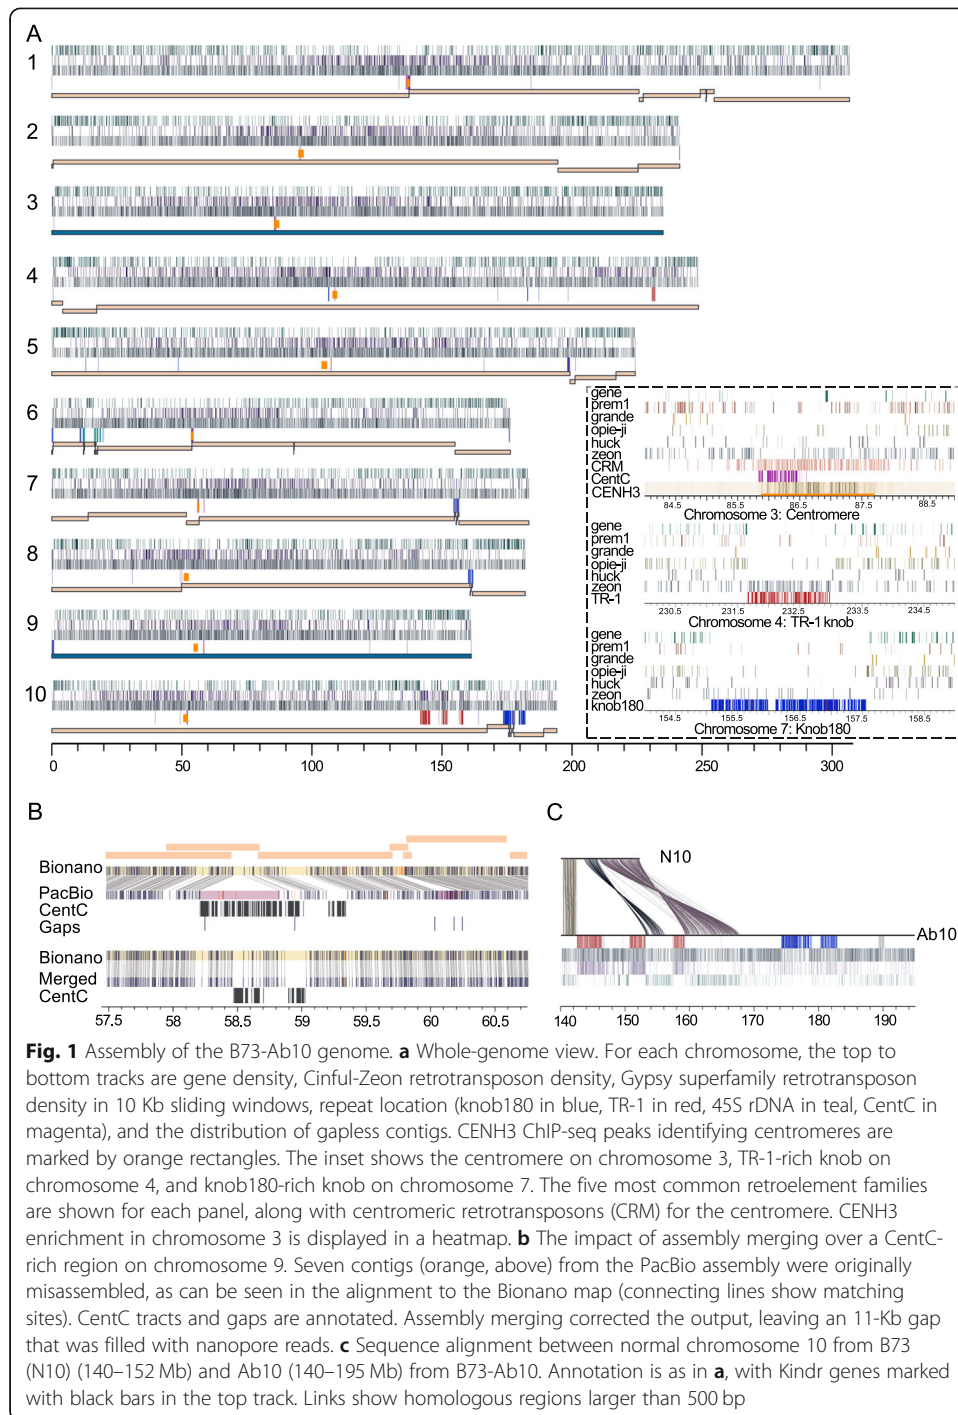 A
1
2
3
4
5
6
7
8
9
10
0 50 100 150 200 250 300
gene
prem1
grande
opie-ji
huck
zeon
CRM
CentC
CENH3
84.5 85.5 86.5 87.5 88.5
Chromosome 3: Centromere
gene
prem1
grande
opie-ji
huck
zeon
TR-1
230.5 231.5 232.5 233.5 234.5
Chromosome 4: TR-1 knob
gene
prem1
grande
opie-ji
huck
zeon
knob180
154.5 155.5 156.5 157.5 158.5
Chromosome 7: Knob180
B
Bionano
PacBio
CentC
Gaps
Bionano
Merged
CentC
57.5 58 58.5 59 59.5 60 60.5
C
N10
Ab10
140 150 160 170 180 190
Fig. 1 Assembly of the B73-Ab10 genome. a Whole-genome view. For each chromosome, the top to
bottom tracks are gene density, Cinful-Zeon retrotransposon density, Gypsy superfamily retrotransposon
density in 10 Kb sliding windows, repeat location (knob180 in blue, TR-1 in red, 45S rDNA in teal, CentC in
magenta), and the distribution of gapless contigs. CENH3 ChIP-seq peaks identifying centromeres are
marked by orange rectangles. The inset shows the centromere on chromosome 3, TR-1-rich knob on
chromosome 4, and knob180-rich knob on chromosome 7. The five most common retroelement families
are shown for each panel, along with centromeric retrotransposons (CRM) for the centromere. CENH3
enrichment in chromosome 3 is displayed in a heatmap. b The impact of assembly merging over a CentC-
rich region on chromosome 9. Seven contigs (orange, above) from the PacBio assembly were originally
misassembled, as can be seen in the alignment to the Bionano map (connecting lines show matching
sites). CentC tracts and gaps are annotated. Assembly merging corrected the output, leaving an 11-Kb gap
that was filled with nanopore reads. c Sequence alignment between normal chromosome 10 from B73
(N10) (140–152 Mb) and Ab10 (140–195 Mb) from B73-Ab10. Annotation is as in a, with Kindr genes marked
with black bars in the top track. Links show homologous regions larger than 500 bp